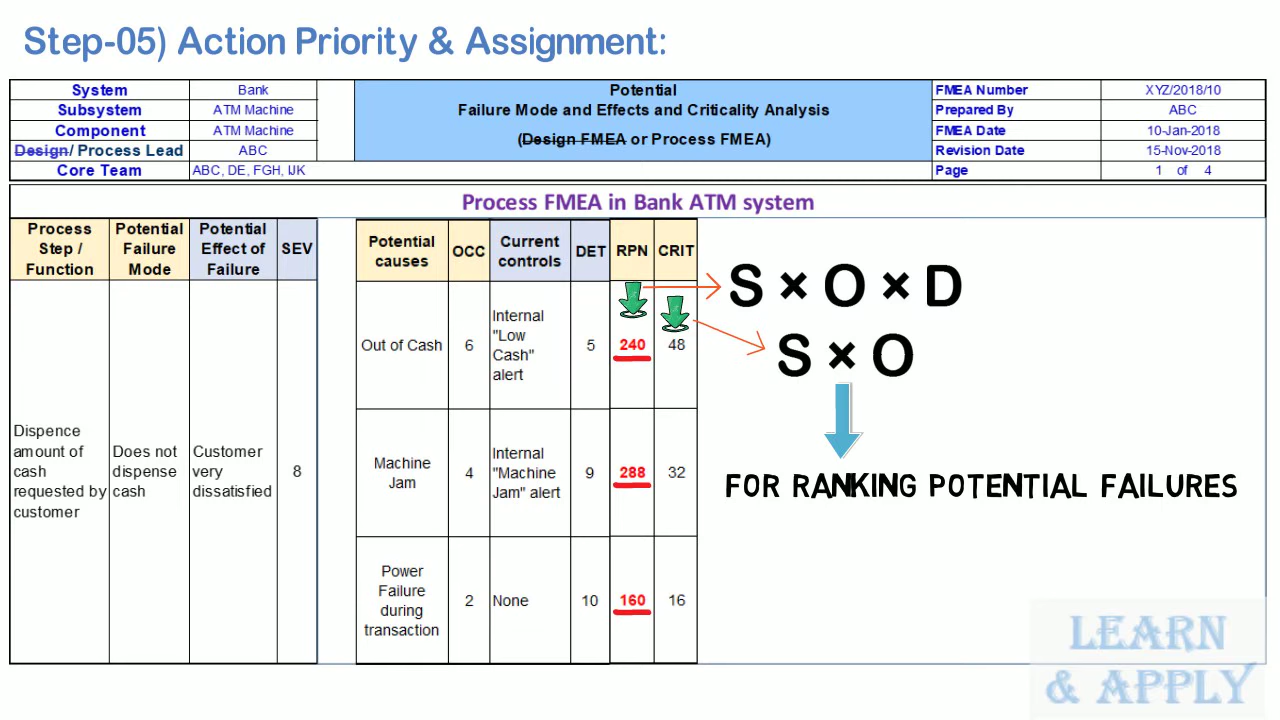 Step-05) Action Priority & Assignment:
System Bank
Subsystem ATM Machine
Component ATM Machine
Design/ Process Lead ABC
Core Team ABC, DE, FGH, IJK
Potential
Failure Mode and Effects and Criticality Analysis
(Design FMEA or Process FMEA)
FMEA Number XYZ/2018/10
Prepared By ABC
FMEA Date 10-Jan-2018
Revision Date 15-Nov-2018
Page 1 of 4
Process FMEA in Bank ATM system
Process
Step /
Function
Potential
Failure
Mode
Potential
Effect of
Failure
SEV
Potential
causes
OCC
Current
controls
DET
RPN
CRIT
Dispence
amount of
cash
requested by
customer
Does not
dispense
cash
Customer
very
dissatisfied
8
Out of Cash
6
Internal
"Low
Cash"
alert
5
240
48
Machine
Jam
4
Internal
"Machine
Jam" alert
9
288
32
Power
Failure
during
transaction
2
None
10
160
16
S × O × D
S × O
FOR RANKING POTENTIAL FAILURES
LEARN
& APPLY